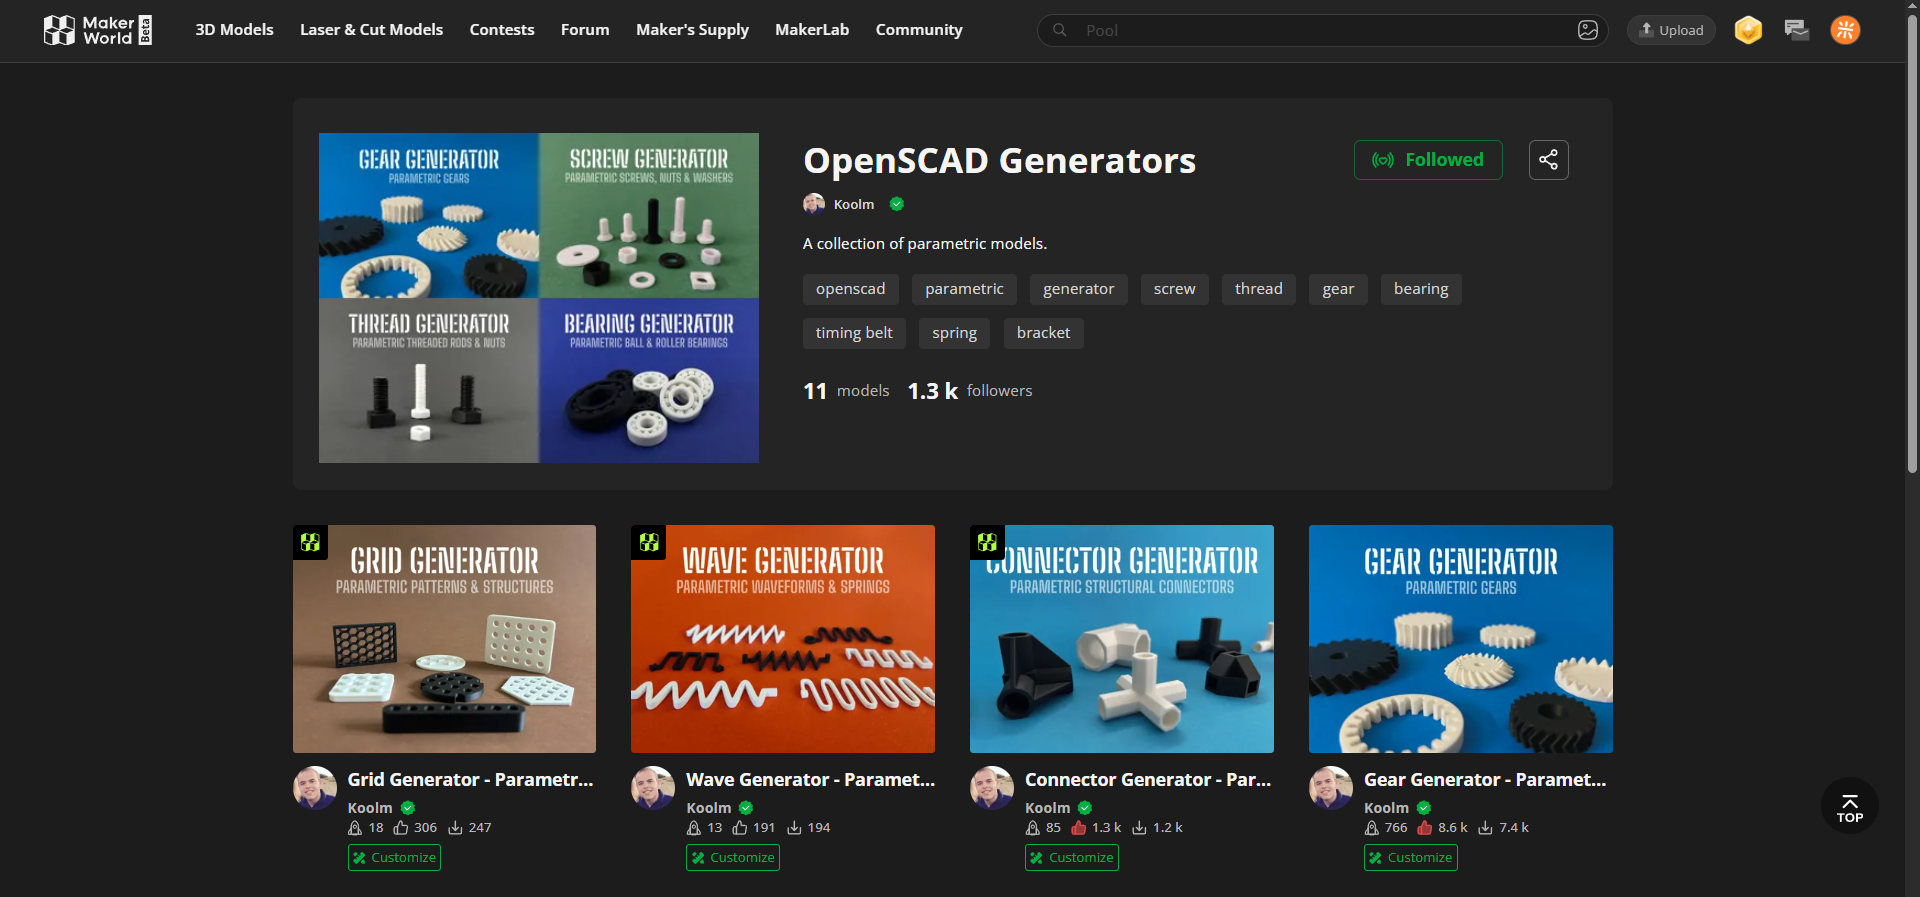 Maker World Beta
3D Models Laser & Cut Models Contests Forum Maker's Supply MakerLab Community
Pool
Upload
GEAR GENERATOR
PARAMETRIC GEARS
SCREW GENERATOR
PARAMETRIC SCREWS, NUTS & WASHERS
THREAD GENERATOR
PARAMETRIC THREADED RODS & NUTS
BEARING GENERATOR
PARAMETRIC BALL & ROLLER BEARINGS
OpenSCAD Generators
Followed
Koolm
A collection of parametric models.
openscad parametric generator screw thread gear bearing
timing belt spring bracket
11 models 1.3 k followers
GRID GENERATOR
PARAMETRIC PATTERNS & STRUCTURES
Grid Generator - Parametr...
Koolm
18 306 247
Customize
WAVE GENERATOR
PARAMETRIC WAVEFORMS & SPRINGS
Wave Generator - Paramet...
Koolm
13 191 194
Customize
CONNECTOR GENERATOR
PARAMETRIC STRUCTURAL CONNECTORS
Connector Generator - Par...
Koolm
85 1.3 k 1.2 k
Customize
GEAR GENERATOR
PARAMETRIC GEARS
Gear Generator - Paramet...
Koolm
766 8.6 k 7.4 k
Customize
TOP